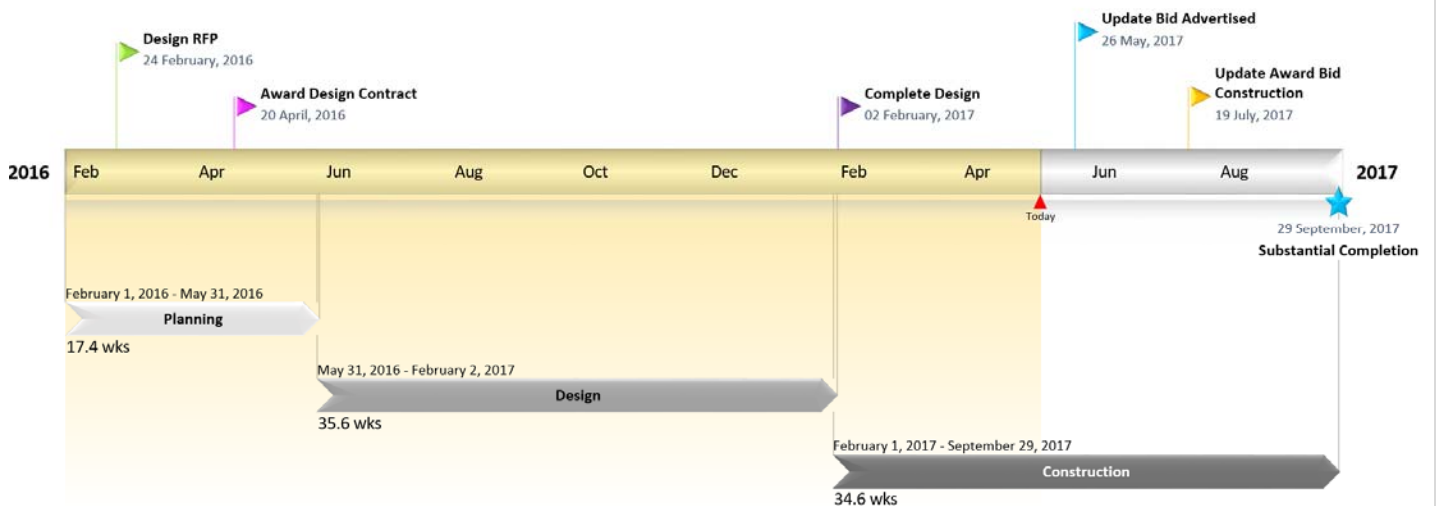 Design RFP
24 February, 2016
Award Design Contract
20 April, 2016
Complete Design
02 February, 2017
Update Bid Advertised
26 May, 2017
Update Award Bid
Construction
19 July, 2017
2016 Feb Apr Jun Aug Oct Dec Feb Apr Jun Aug 2017
Today
29 September, 2017
Substantial Completion
February 1, 2016 - May 31, 2016
Planning
17.4 wks
May 31, 2016 - February 2, 2017
Design
35.6 wks
February 1, 2017 - September 29, 2017
Construction
34.6 wks